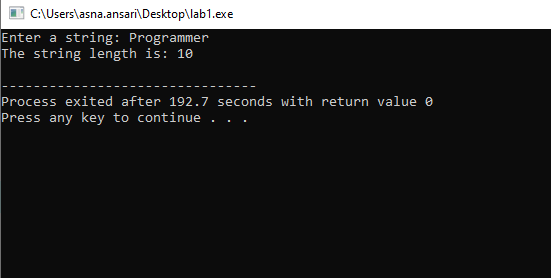 C:\Users\asna.ansari\Desktop\lab1.exe
Enter a string: Programmer
The string length is: 10
--------------------------------
Process exited after 192.7 seconds with return value 0
Press any key to continue . . .